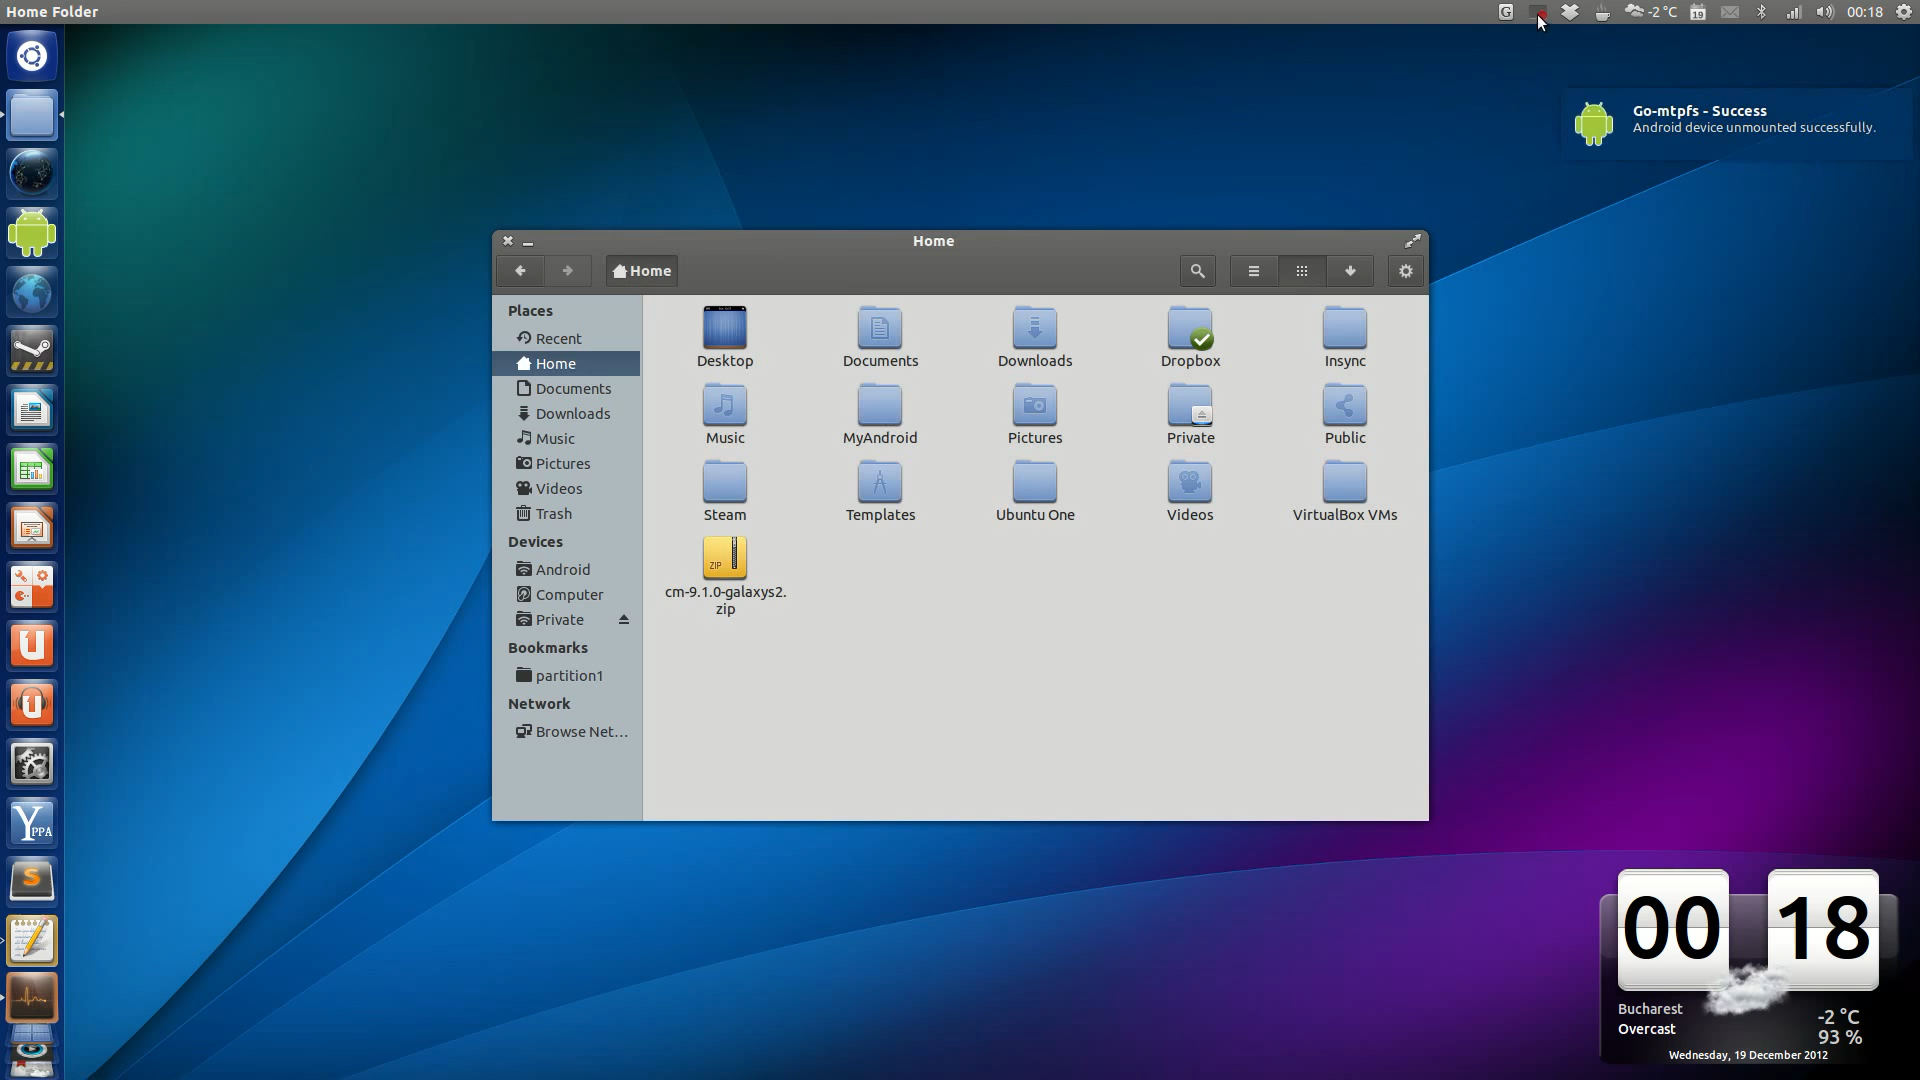 Home Folder
G
-2 °C
19
00:18
Go-mtpfs - Success
Android device unmounted successfully.
Home
Home
Places
Recent
Home
Documents
Downloads
Music
Pictures
Videos
Trash
Devices
Android
Computer
Private
Bookmarks
partition1
Network
Browse Net...
Desktop
Documents
Downloads
Dropbox
Insync
Music
MyAndroid
Pictures
Private
Public
Steam
Templates
Ubuntu One
Videos
VirtualBox VMs
ZIP
cm-9.1.0-galaxys2.
zip
Y PPA
S
00 18
Bucharest
Overcast
-2 °C
93 %
Wednesday, 19 December 2012